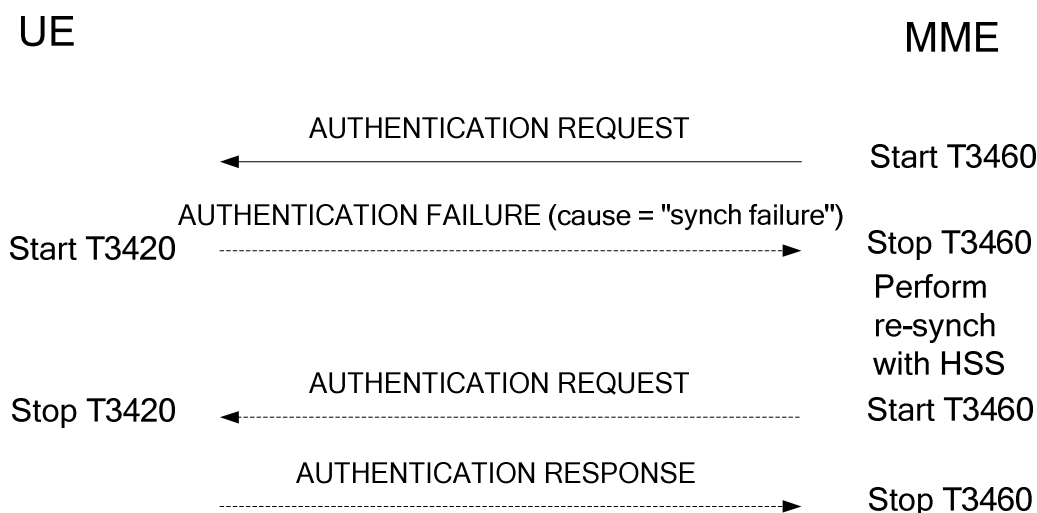 UE
MME
AUTHENTICATION REQUEST
Start T3460
AUTHENTICATION FAILURE (cause = "synch failure")
Start T3420
Stop T3460
Perform
re-synch
with HSS
AUTHENTICATION REQUEST
Stop T3420
Start T3460
AUTHENTICATION RESPONSE
Stop T3460